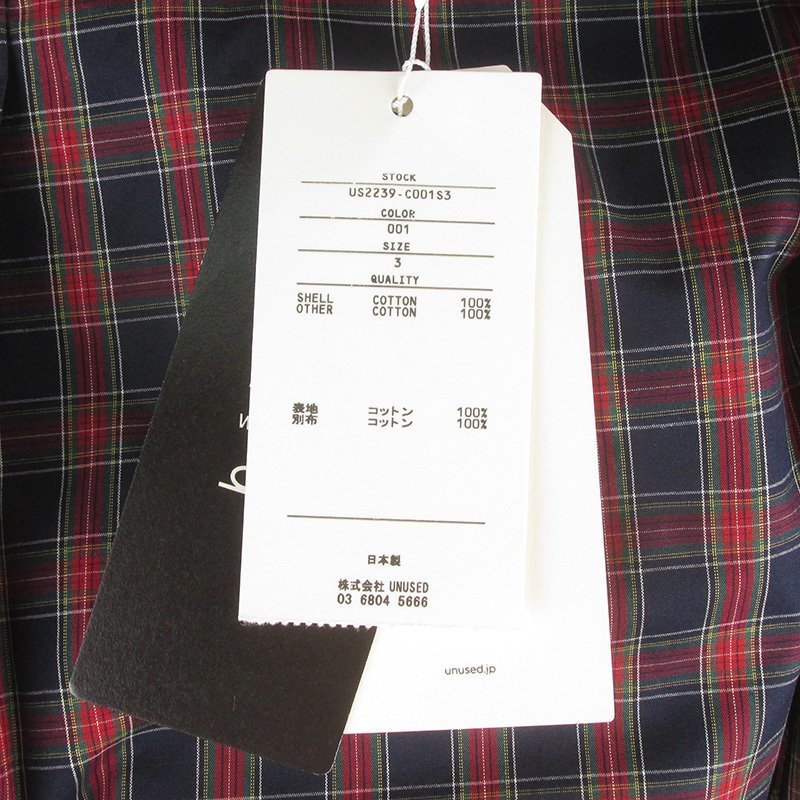 STOCK
US2239-C001S3
COLOR
001
SIZE
3
QUALITY
SHELL COTTON 100%
OTHER COTTON 100%
表地 コットン 100%
別布 コットン 100%
日本製
株式会社 UNUSED
03 6804 5666
unused.jp